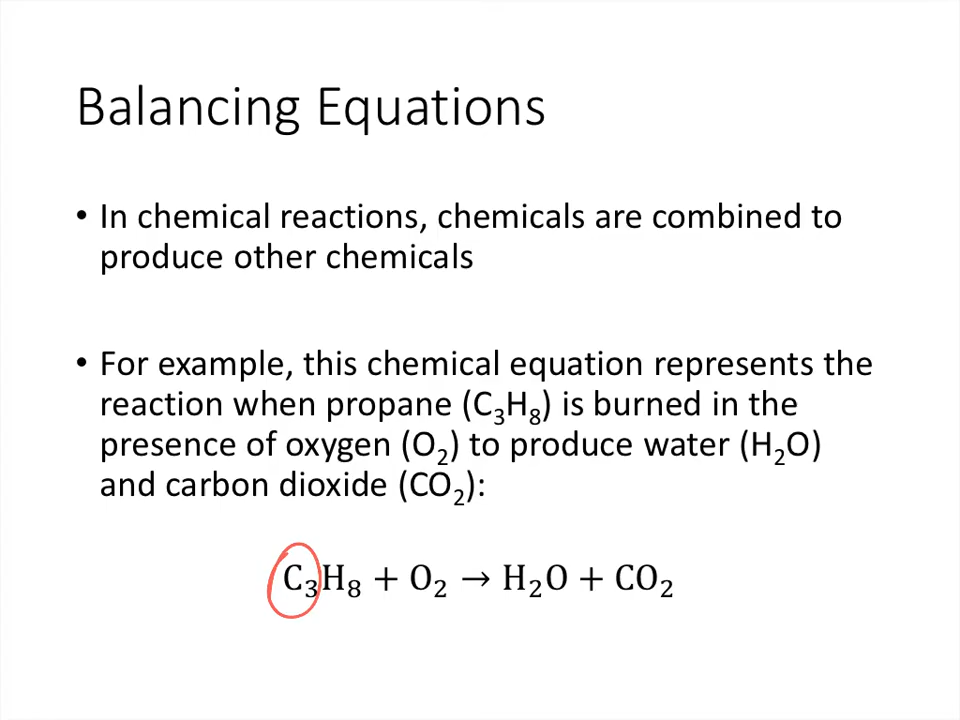 Balancing Equations
• In chemical reactions, chemicals are combined to
produce other chemicals
• For example, this chemical equation represents the
reaction when propane (C₃H₈) is burned in the
presence of oxygen (O₂) to produce water (H₂O)
and carbon dioxide (CO₂):
C₃H₈ + O₂ → H₂O + CO₂